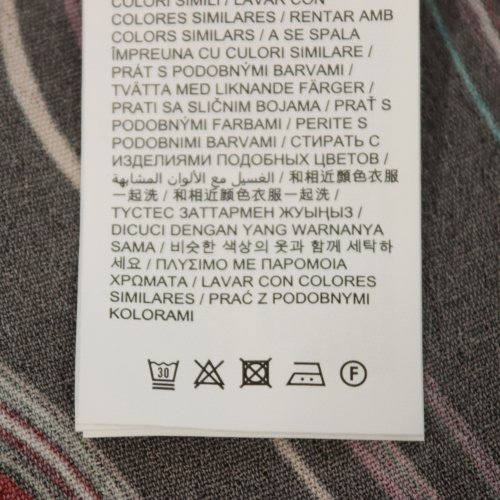 COLORI SIMILI / LAVAR CON
COLORES SIMILARES / RENTAR AMB
COLORS SIMILARS / A SE SPALA
ÎMPREUNA CU CULORI SIMILARE /
PRÁT S PODOBNÝMI BARVAMI /
TVÄTTA MED LIKNANDE FÄRGER /
PRATI SA SLIČNIM BOJAMA / PRAŤ S
PODOBNÝMI FARBAMI / PERITE S
PODOBNIMI BARVAMI / СТИРАТЬ С
ИЗДЕЛИЯМИ ПОДОБНЫХ ЦВЕТОВ /
الغسيل مع الألوان المشابهة / 和相近顏色衣服
一起洗 / 和相近颜色衣服一起洗 /
ТҮСТЕС ЗАТТАРМЕН ЖУЫҢЫЗ /
DICUCI DENGAN YANG WARNANYA
SAMA / 비슷한 색상의 옷과 함께 세탁하
세요 / ΠΛΥΣΙΜΟ ΜΕ ΠΑΡΟΜΟΙΑ
ΧΡΩΜΑΤΑ / LAVAR CON COLORES
SIMILARES / PRAĆ Z PODOBNYMI
KOLORAMI
30
F